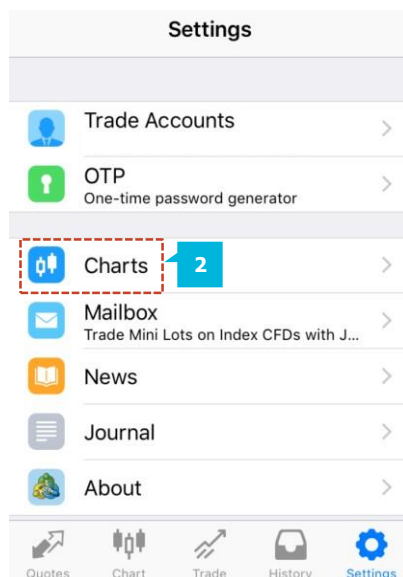 Settings
Trade Accounts
OTP
One-time password generator
Charts
2
Mailbox
Trade Mini Lots on Index CFDs with J...
News
Journal
About
Quotes Chart Trade History Settings